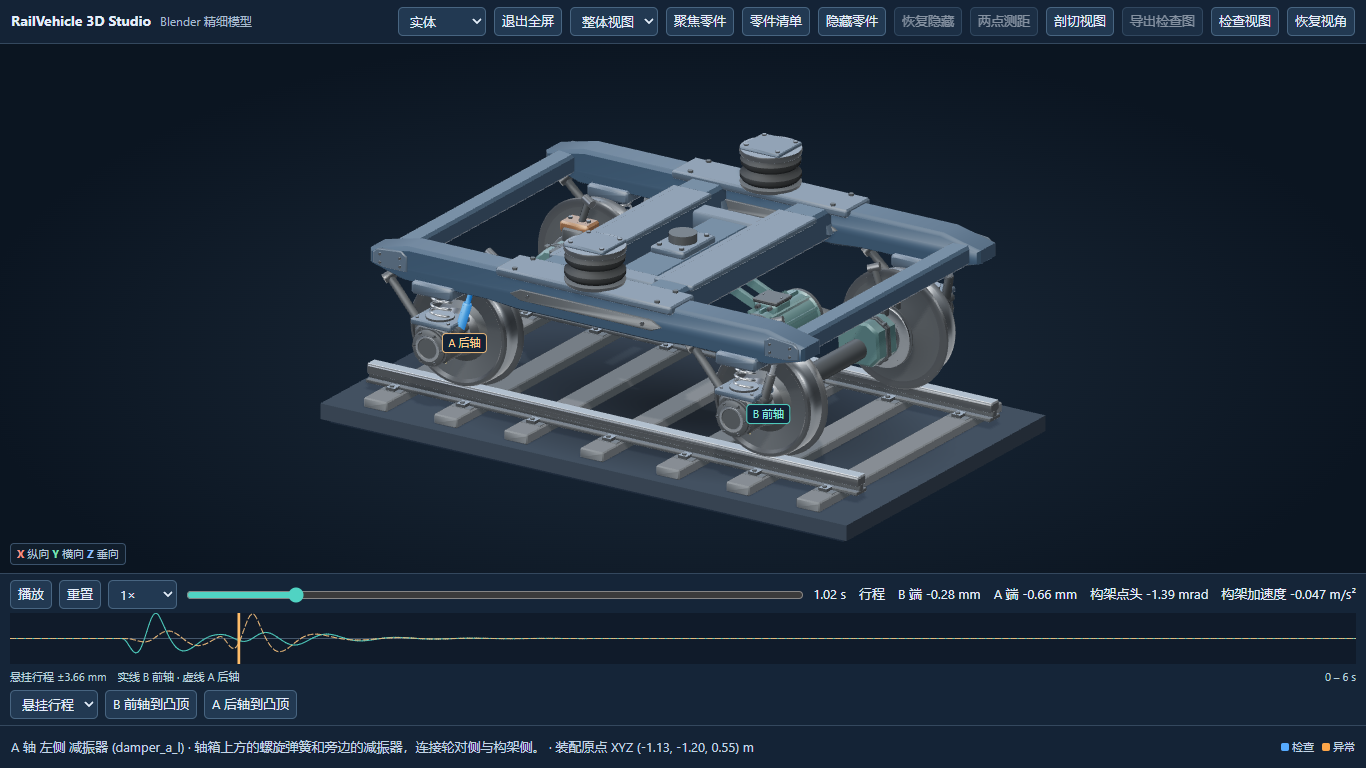 RailVehicle 3D Studio Blender 精细模型 实体 退出全屏 整体视图 聚焦零件 零件清单 隐藏零件 恢复隐藏 两点测距 剖切视图 导出检查图 检查视图 恢复视角
A 后轴
B 前轴
X 纵向 Y 横向 Z 垂向
播放 重置 1× 1.02 s 行程 B 端 -0.28 mm A 端 -0.66 mm 构架点头 -1.39 mrad 构架加速度 -0.047 m/s²
悬挂行程 ±3.66 mm 实线 B 前轴 · 虚线 A 后轴 0 – 6 s
悬挂行程 B 前轴到凸顶 A 后轴到凸顶
A 轴 左侧 减振器 (damper_a_l) · 轴箱上方的螺旋弹簧和旁边的减振器，连接轮对侧与构架侧。 · 装配原点 XYZ (-1.13, -1.20, 0.55) m 检查 异常